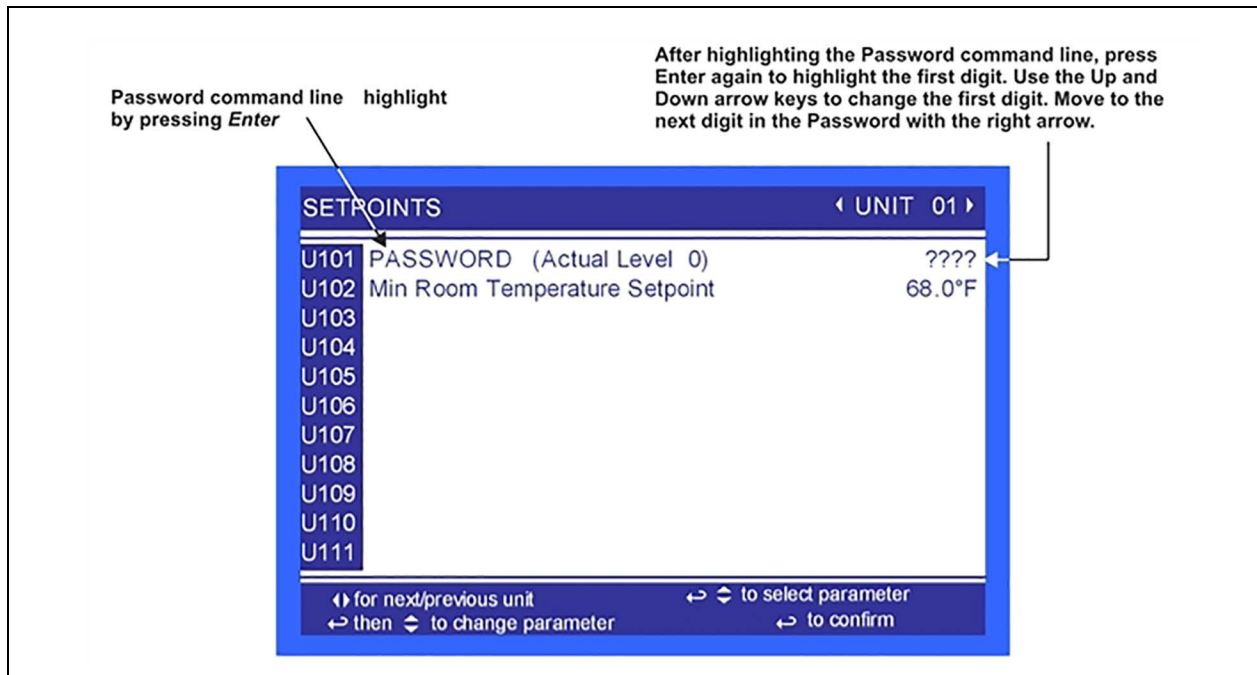 After highlighting the Password command line, press
Enter again to highlight the first digit. Use the Up and
Down arrow keys to change the first digit. Move to the
next digit in the Password with the right arrow.
Password command line highlight
by pressing Enter
SETPOINTS UNIT 01
U101 PASSWORD (Actual Level 0) ????
U102 Min Room Temperature Setpoint 68.0°F
U103
U104
U105
U106
U107
U108
U109
U110
U111
for next/previous unit ↵ to select parameter
↵ then to change parameter ↵ to confirm